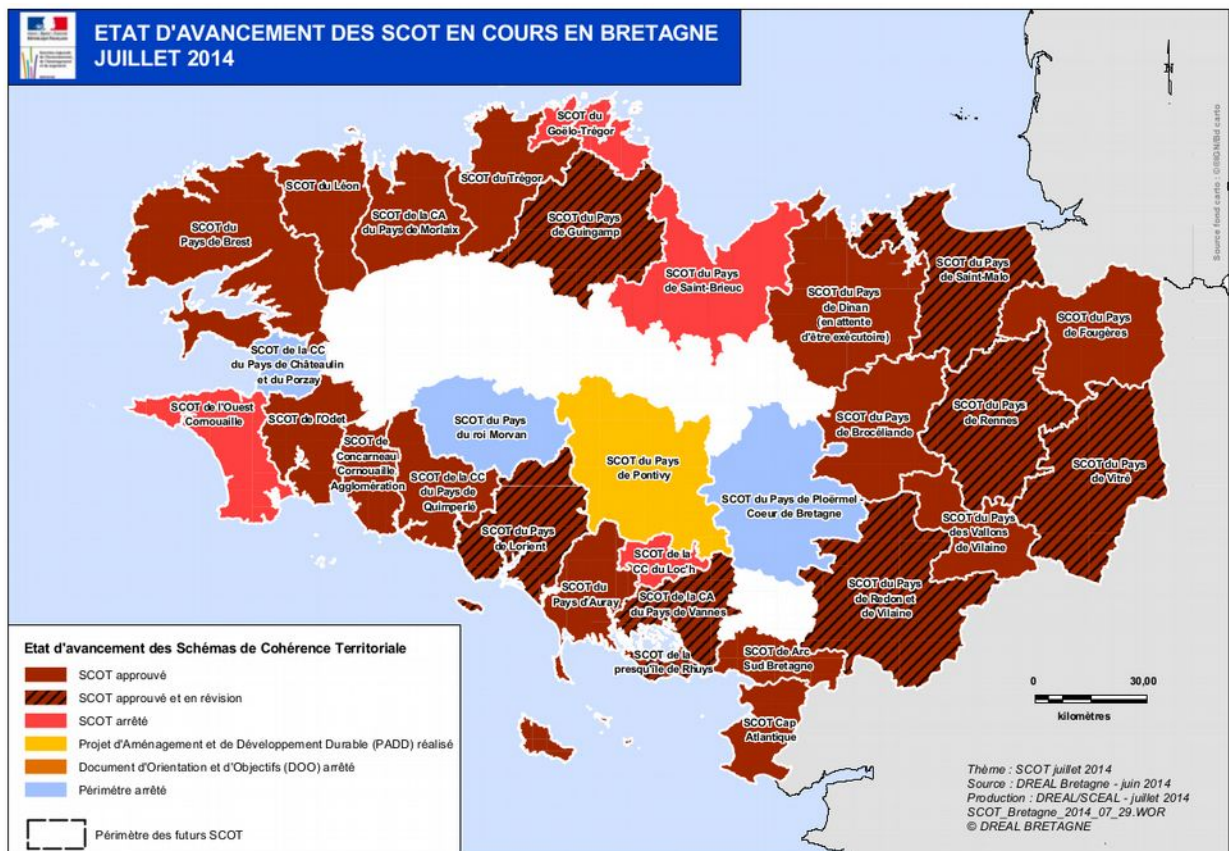 ETAT D'AVANCEMENT DES SCOT EN COURS EN BRETAGNE
JUILLET 2014
N
Source fond carto : ©IGN/Bd carto
SCOT du
Goëlo-Trégor
SCOT du Trégor
SCOT du Léon
SCOT de la CA
du Pays de Morlaix
SCOT du
Pays de Brest
SCOT du Pays
de Guingamp
SCOT du Pays
de Saint-Brieuc
SCOT du Pays
de Dinan
(en attente
d'être exécutoire)
SCOT du Pays
de Saint-Malo
SCOT du Pays
de Fougères
SCOT de la CC
du Pays de Châteaulin
et du Porzay
SCOT de l'Ouest
Cornouaille
SCOT de l'Odet
SCOT de
Concarneau
Cornouaille
Agglomération
SCOT de la CC
du Pays de
Quimperlé
SCOT du Pays
du roi Morvan
SCOT du Pays
de Lorient
SCOT du Pays
de Pontivy
SCOT du Pays de Ploërmel -
Coeur de Bretagne
SCOT du Pays
de Brocéliande
SCOT du Pays
de Rennes
SCOT du Pays
de Vitré
SCOT du Pays
des Vallons
de Vilaine
SCOT du Pays
de Redon et
de Vilaine
SCOT de la
CC du Loc'h
SCOT du
Pays d'Auray
SCOT de la CA
du Pays de Vannes
SCOT de la
presqu'île de Rhuys
SCOT de Arc
Sud Bretagne
SCOT Cap
Atlantique
Etat d'avancement des Schémas de Cohérence Territoriale
SCOT approuvé
SCOT approuvé et en révision
SCOT arrêté
Projet d'Aménagement et de Développement Durable (PADD) réalisé
Document d'Orientation et d'Objectifs (DOO) arrêté
Périmètre arrêté
Périmètre des futurs SCOT
0 30,00
kilomètres
Thème : SCOT juillet 2014
Source : DREAL Bretagne - juin 2014
Production : DREAL/SCEAL - juillet 2014
SCOT_Bretagne_2014_07_29.WOR
© DREAL BRETAGNE